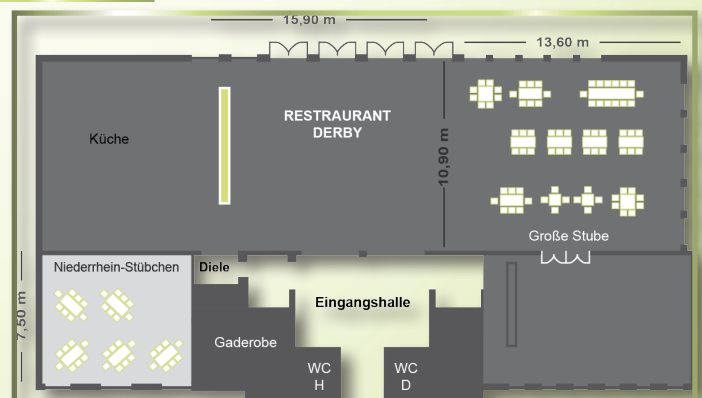 15,90 m
13,60 m
RESTRAURANT
DERBY
Küche
10,90 m
Große Stube
Niederrhein-Stübchen
Diele
Eingangshalle
7,50 m
Gaderobe
WC
H
WC
D